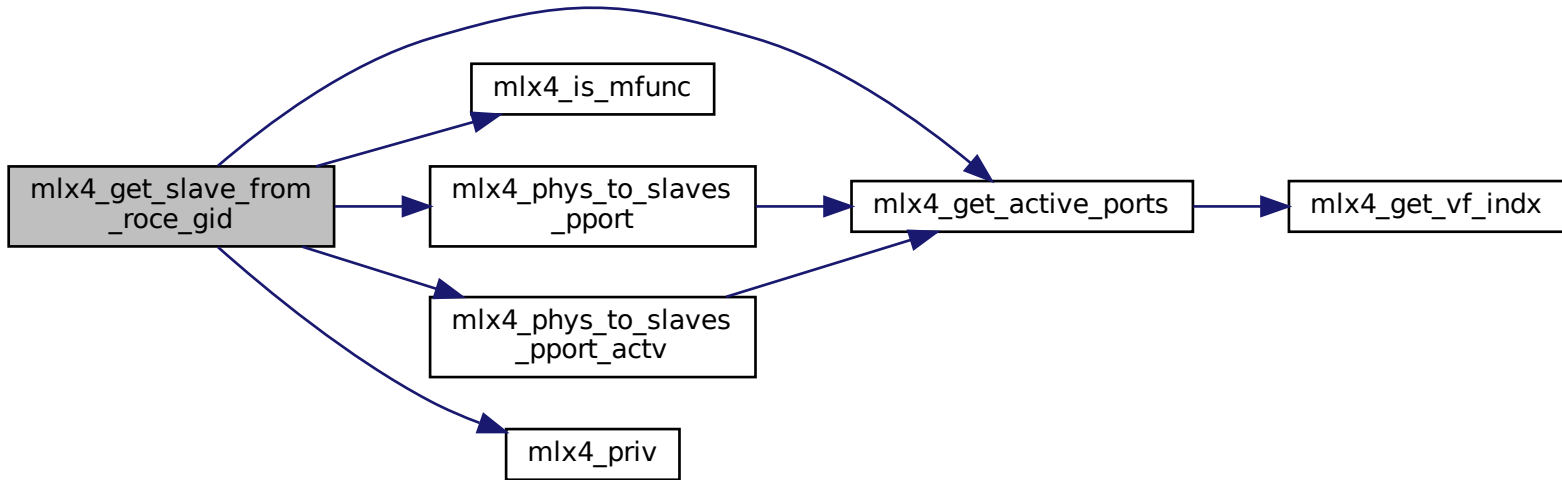 mlx4_get_slave_from
_roce_gid
mlx4_is_mfunc
mlx4_phys_to_slaves
_pport
mlx4_phys_to_slaves
_pport_actv
mlx4_priv
mlx4_get_active_ports
mlx4_get_vf_indx